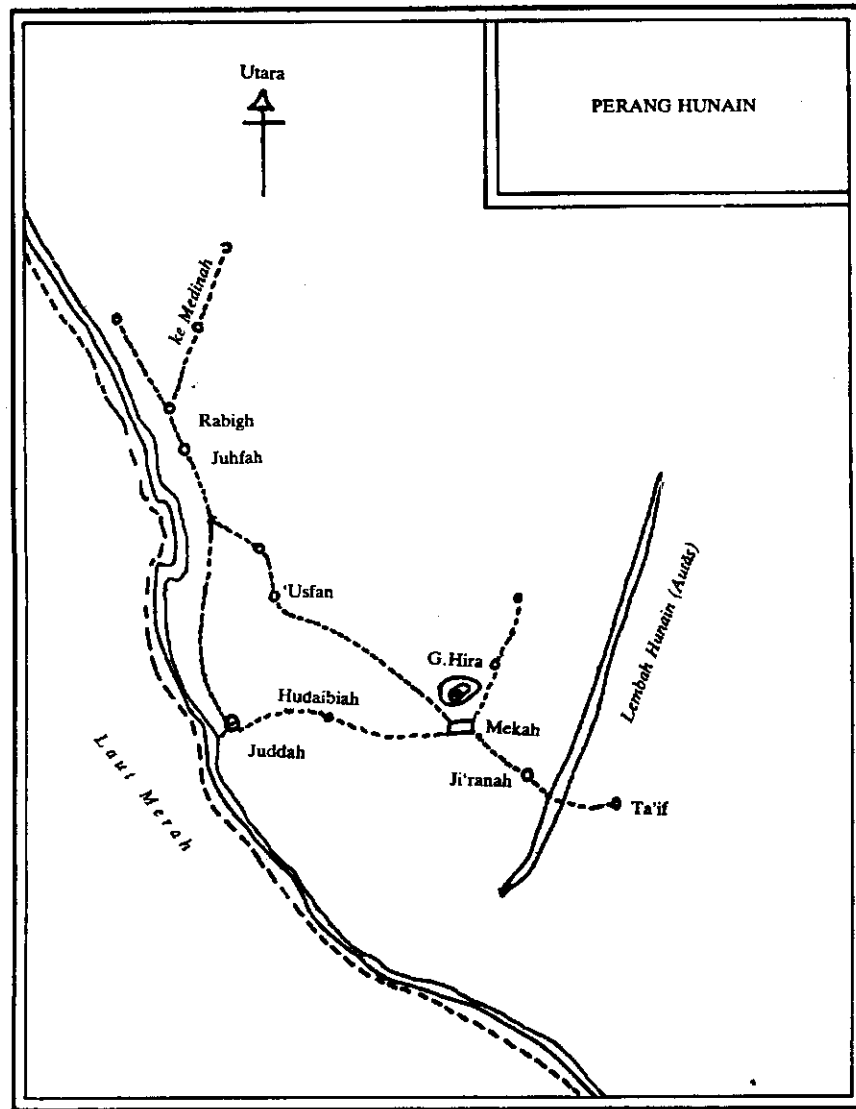 Utara
PERANG HUNAIN
ke Medinah
Rabigh
Juhfah
'Usfan
Lembah Hunain (Autās)
G.Hira
Hudaibiah
Mekah
Juddah
Ji'ranah
Ta'if
Laut Merah